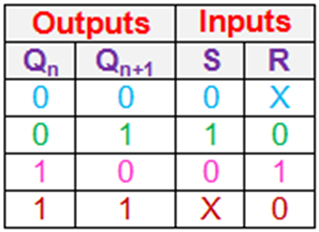 Outputs Inputs
Qn Qn+1 S R
0 0 0 X
0 1 1 0
1 0 0 1
1 1 X 0